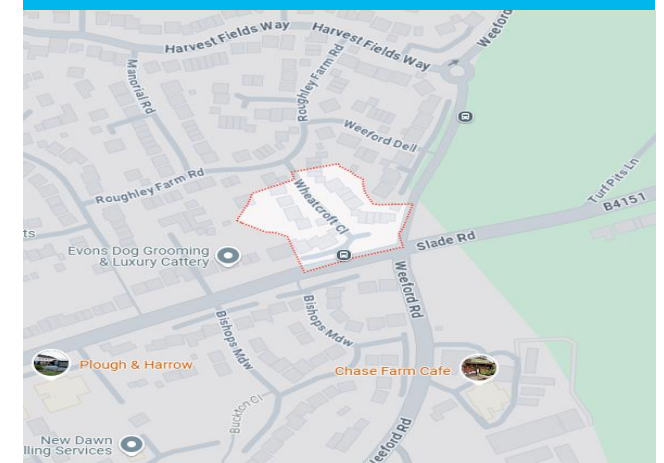 Harvest Fields Way
Harvest Fields Way
Weeford
Manorial Rd
Roughley Farm Rd
Weeford Dell
Turf Pits Ln
Roughley Farm Rd
Wheatcroft Cl
B4151
ts
Slade Rd
Evons Dog Grooming
& Luxury Cattery
Weeford Rd
Bishops Mdw
Bishops Mdw
Plough & Harrow
Chase Farm Cafe
Buckton Cl
New Dawn
lling Services
eeford Rd